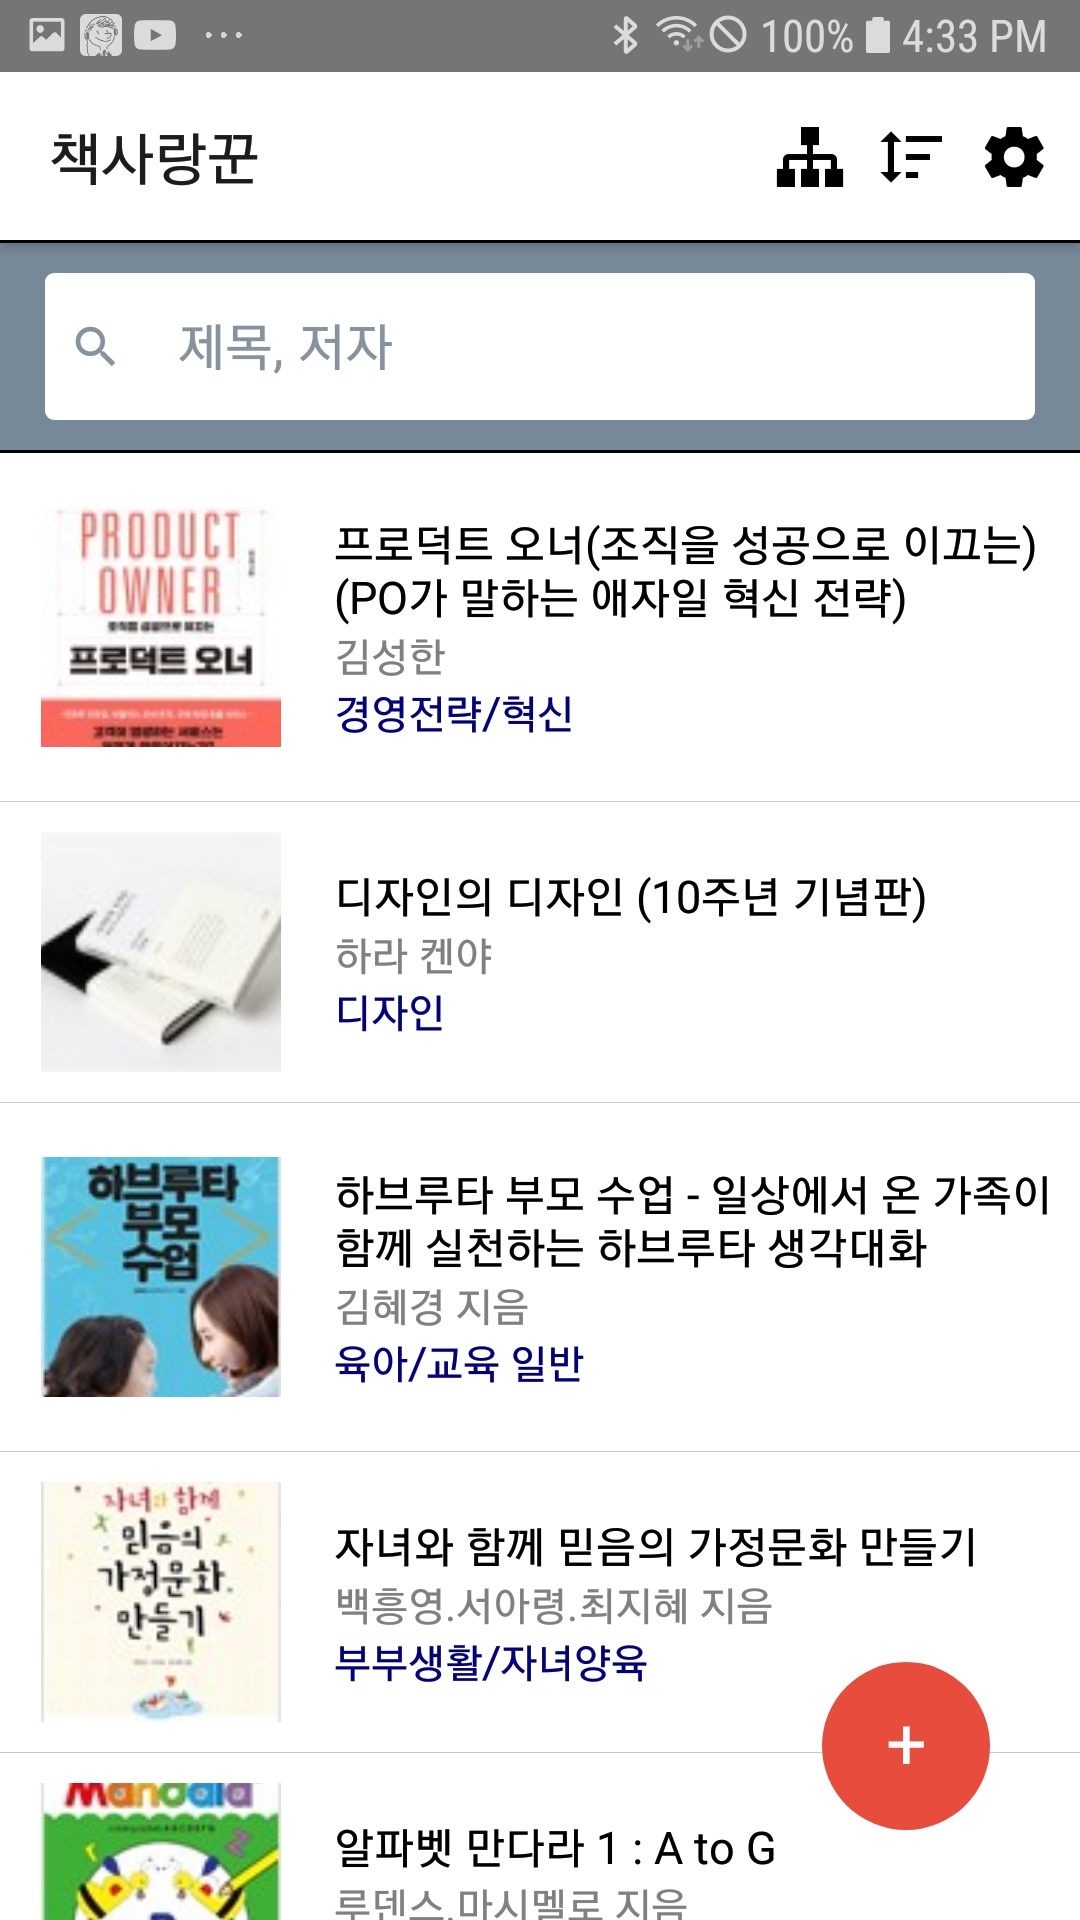 100% 4:33 PM
책사랑꾼
제목, 저자
PRODUCT
OWNER
프로덕트 오너
프로덕트 오너(조직을 성공으로 이끄는)
(PO가 말하는 애자일 혁신 전략)
김성한
경영전략/혁신
디자인의 디자인 (10주년 기념판)
하라 켄야
디자인
하브루타
부모
수업
하브루타 부모 수업 - 일상에서 온 가족이
함께 실천하는 하브루타 생각대화
김혜경 지음
육아/교육 일반
자녀와 함께
믿음의
가정문화
만들기
자녀와 함께 믿음의 가정문화 만들기
백흥영.서아령.최지혜 지음
부부생활/자녀양육
+
Mandala
알파벳 만다라 1 : A to G
루덴스.마시멜로 지음